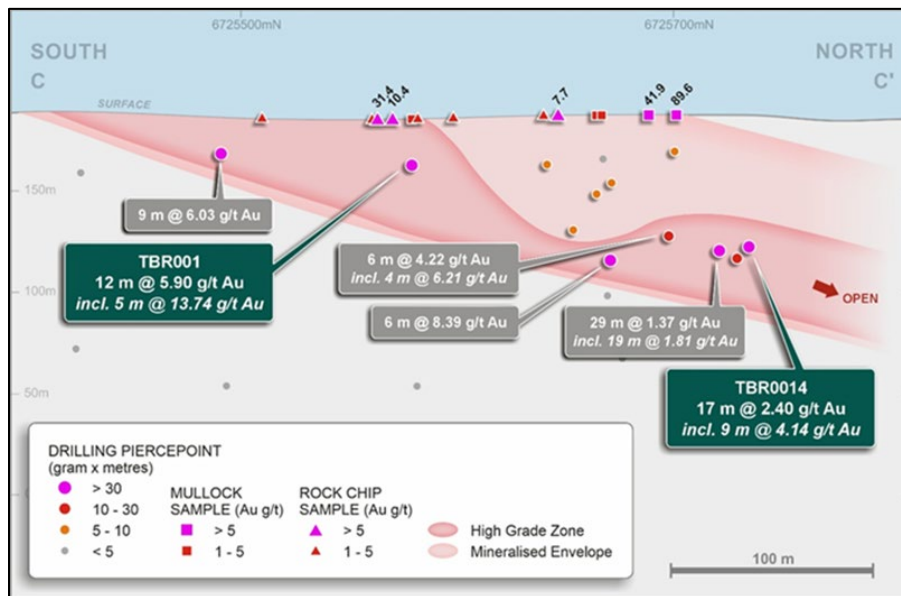 6725500mN
6725700mN
SOUTH
NORTH
C
C'
SURFACE
31.4
10.4
7.7
41.9
89.6
150m
9 m @ 6.03 g/t Au
TBR001
12 m @ 5.90 g/t Au
incl. 5 m @ 13.74 g/t Au
6 m @ 4.22 g/t Au
incl. 4 m @ 6.21 g/t Au
100m
OPEN
6 m @ 8.39 g/t Au
29 m @ 1.37 g/t Au
incl. 19 m @ 1.81 g/t Au
50m
TBR0014
17 m @ 2.40 g/t Au
incl. 9 m @ 4.14 g/t Au
DRILLING PIERCEPOINT
(gram x metres)
> 30
10 - 30
5 - 10
< 5
MULLOCK
SAMPLE (Au g/t)
> 5
1 - 5
ROCK CHIP
SAMPLE (Au g/t)
> 5
1 - 5
High Grade Zone
Mineralised Envelope
100 m